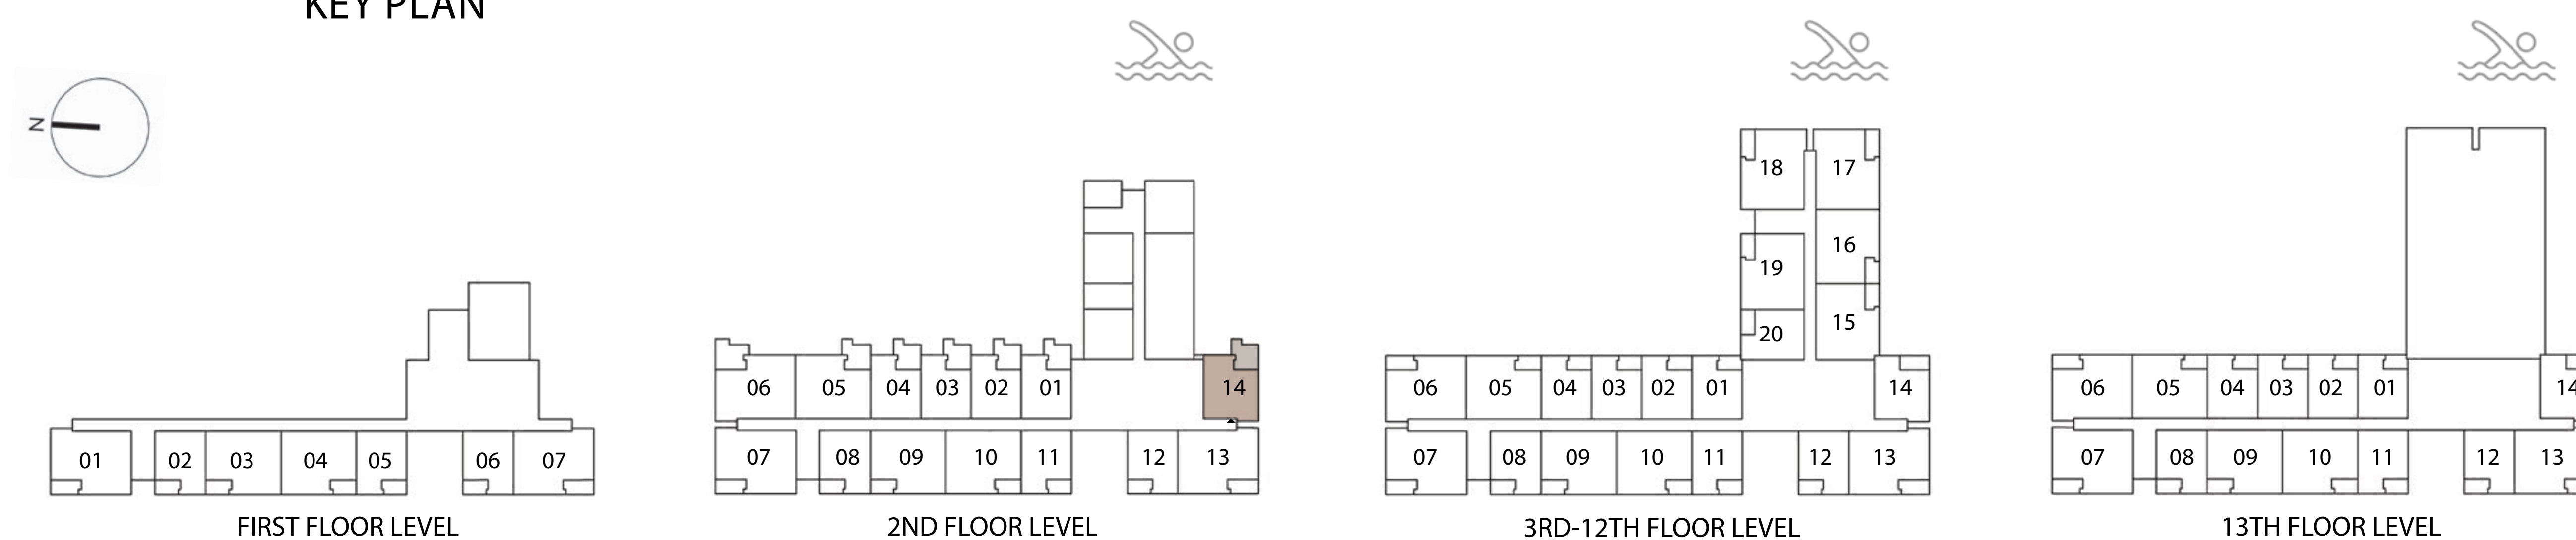 KEY PLAN
N
18 17
16
19
15
20
06 05 04 03 02 01 14
06 05 04 03 02 01 14
06 05 04 03 02 01 14
01 02 03 04 05 06 07
07 08 09 10 11 12 13
07 08 09 10 11 12 13
07 08 09 10 11 12 13
FIRST FLOOR LEVEL
2ND FLOOR LEVEL
3RD-12TH FLOOR LEVEL
13TH FLOOR LEVEL